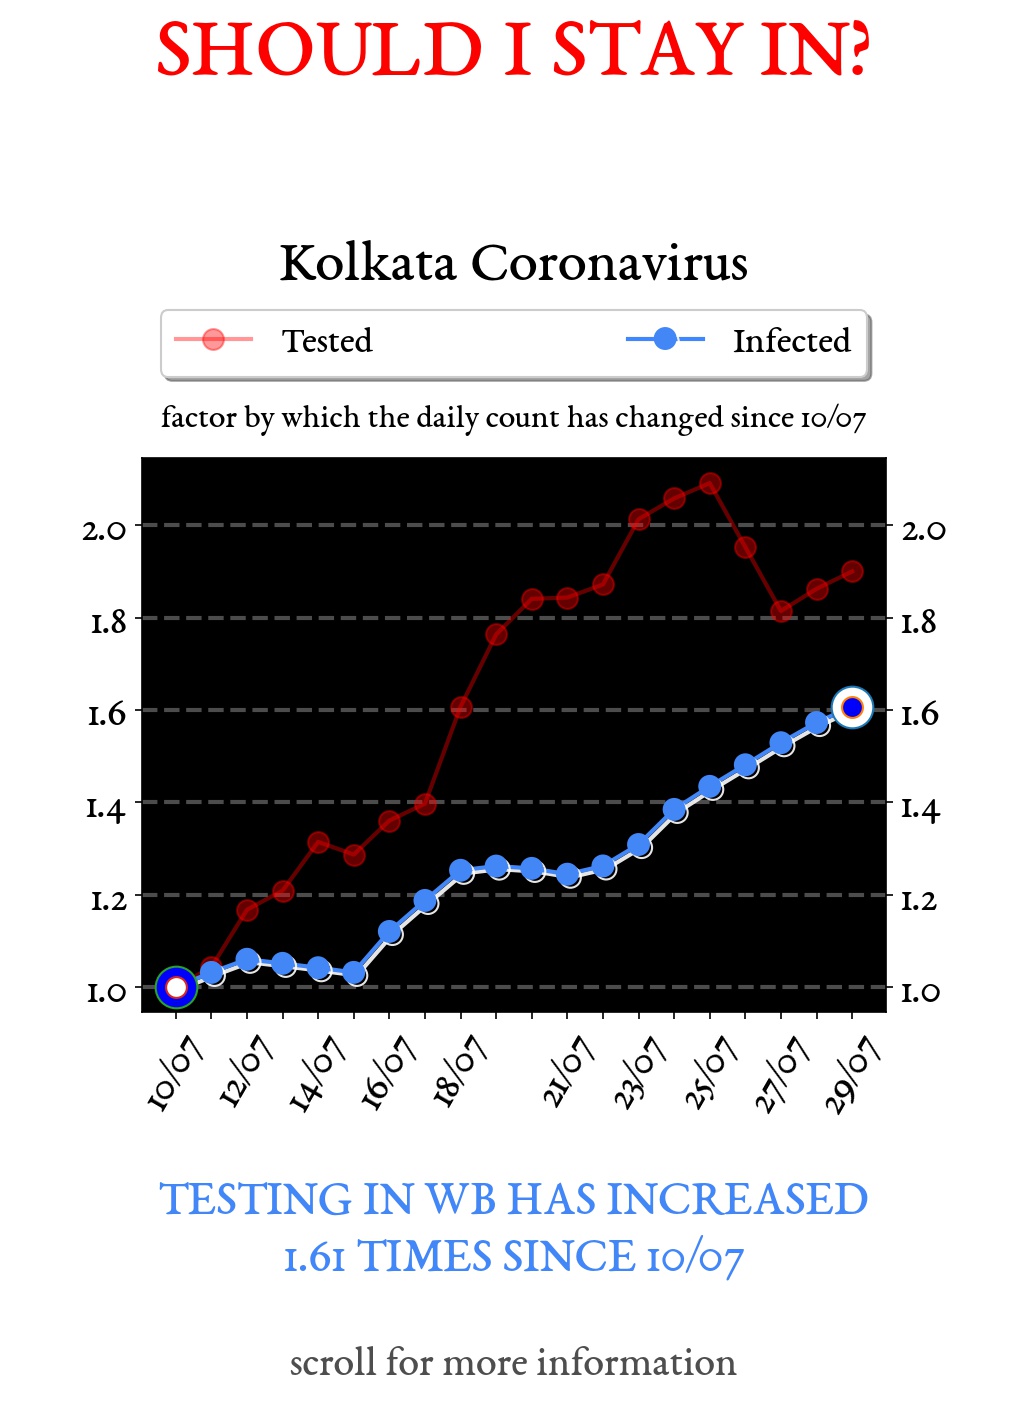 SHOULD I STAY IN?
Kolkata Coronavirus
Tested Infected
factor by which the daily count has changed since 10/07
2.0 2.0
1.8 1.8
1.6 1.6
1.4 1.4
1.2 1.2
1.0 1.0
10/07 12/07 14/07 16/07 18/07 21/07 23/07 25/07 27/07 29/07
TESTING IN WB HAS INCREASED
1.61 TIMES SINCE 10/07
scroll for more information